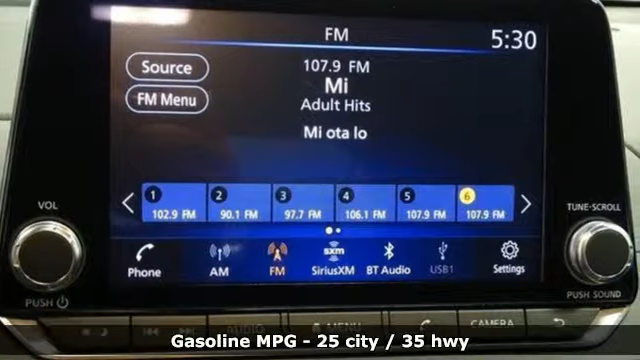 FM
5:30
Source
107.9 FM
Mi
FM Menu
Adult Hits
Mi ota lo
1 2 3 4 5 6
102.9 FM 90.1 FM 97.7 FM 106.1 FM 107.9 FM 107.9 FM
VOL
TUNE-SCROLL
sxm
Phone AM FM SiriusXM BT Audio USB1 Settings
PUSH
PUSH SOUND
AUDIO MENU CAMERA
Gasoline MPG - 25 city / 35 hwy